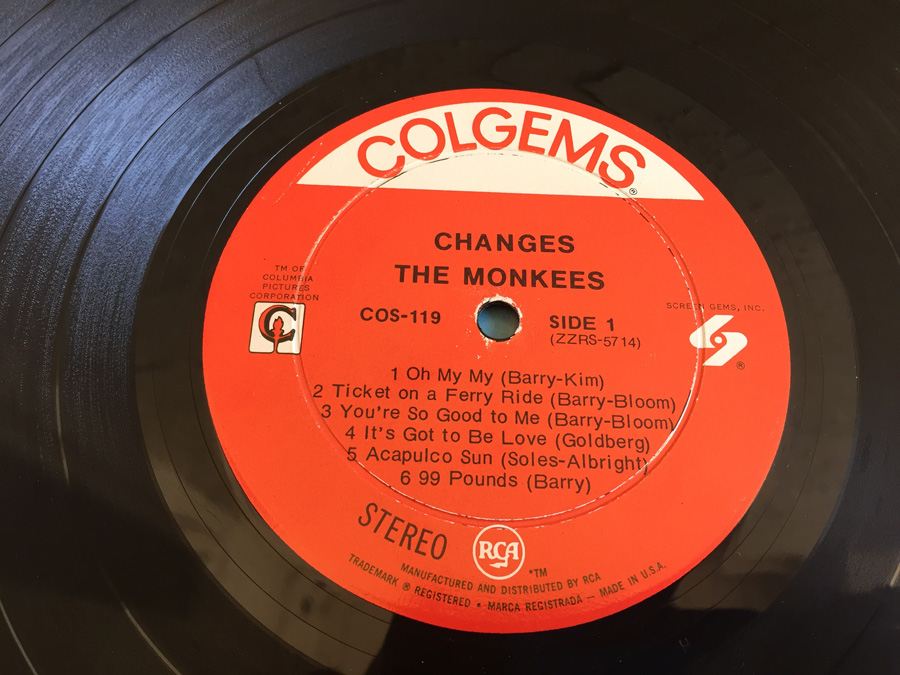 COLGEMS®
CHANGES
THE MONKEES
TM OF
COLUMBIA
PICTURES
CORPORATION
C
COS-119
SIDE 1
(ZZRS-5714)
SCREEN GEMS, INC.
S ®
1 Oh My My (Barry-Kim)
2 Ticket on a Ferry Ride (Barry-Bloom)
3 You're So Good to Me (Barry-Bloom)
4 It's Got to Be Love (Goldberg)
5 Acapulco Sun (Soles-Albright)
6 99 Pounds (Barry)
STEREO
RCA
*TM
MANUFACTURED AND DISTRIBUTED BY RCA
TRADEMARK ® REGISTERED • MARCA REGISTRADA — MADE IN U.S.A.